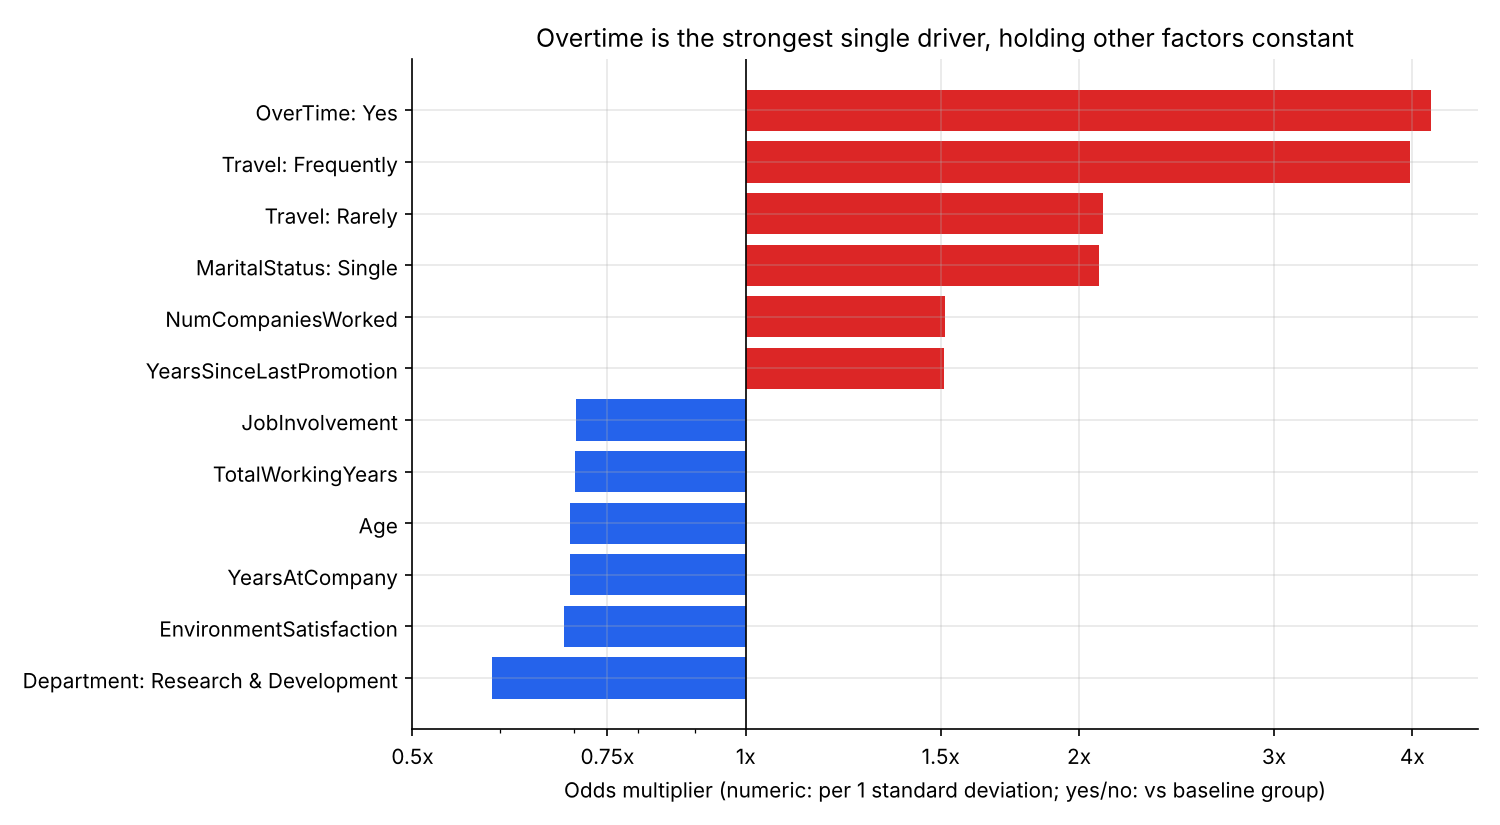 Overtime is the strongest single driver, holding other factors constant
OverTime: Yes
Travel: Frequently
Travel: Rarely
MaritalStatus: Single
NumCompaniesWorked
YearsSinceLastPromotion
JobInvolvement
TotalWorkingYears
Age
YearsAtCompany
EnvironmentSatisfaction
Department: Research & Development
0.5x 0.75x 1x 1.5x 2x 3x 4x
Odds multiplier (numeric: per 1 standard deviation; yes/no: vs baseline group)